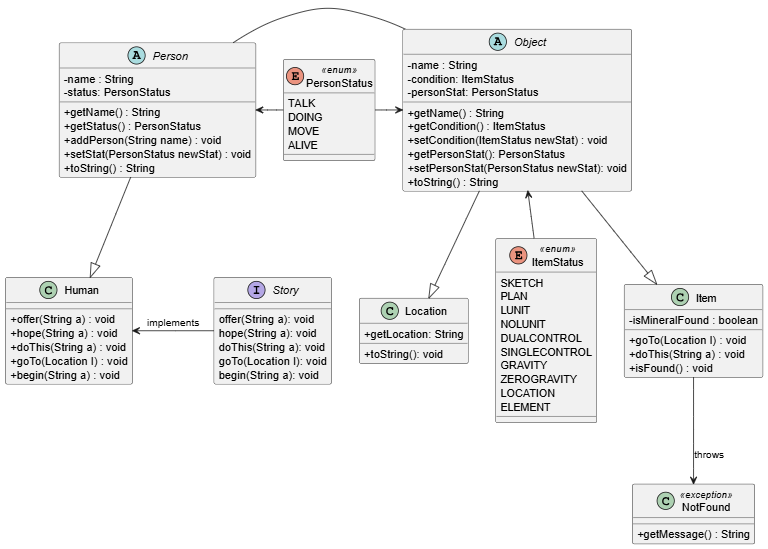 A Person
-name : String
-status: PersonStatus
+getName() : String
+getStatus() : PersonStatus
+addPerson(String name) : void
+setStat(PersonStatus newStat) : void
+toString() : String
E «enum»
PersonStatus
TALK
DOING
MOVE
ALIVE
A Object
-name : String
-condition: ItemStatus
-personStat: PersonStatus
+getName() : String
+getCondition() : ItemStatus
+setCondition(ItemStatus newStat) : void
+getPersonStat(): PersonStatus
+setPersonStat(PersonStatus newStat): void
+toString() : String
C Human
+offer(String a) : void
+hope(String a) : void
+doThis(String a) : void
+goTo(Location l) : void
+begin(String a) : void
implements
I Story
offer(String a): void
hope(String a): void
doThis(String a): void
goTo(Location l): void
begin(String a): void
C Location
+getLocation: String
+toString(): void
E «enum»
ItemStatus
SKETCH
PLAN
LUNIT
NOLUNIT
DUALCONTROL
SINGLECONTROL
GRAVITY
ZEROGRAVITY
LOCATION
ELEMENT
C Item
-isMineralFound : boolean
+goTo(Location l) : void
+doThis(String a) : void
+isFound() : void
throws
C «exception»
NotFound
+getMessage() : String